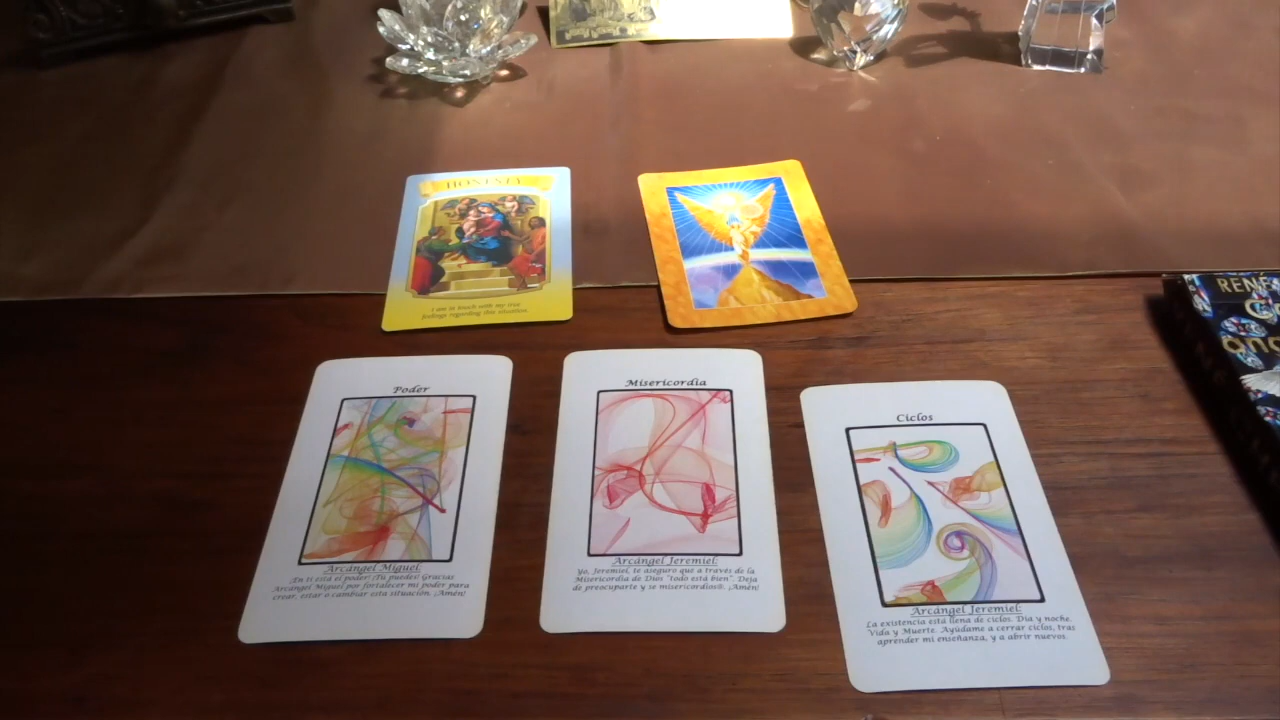 HONESTY
I am in touch with my true
feelings regarding this situation.
RENÉ
Poder
Arcángel Miguel:
¡En ti está el poder! ¡Tú puedes! Gracias
Arcángel Miguel por fortalecer mi poder para
crear, estar o cambiar esta situación. ¡Amén!
Misericordia
Arcángel Jeremiel:
Yo, Jeremiel, te aseguro que a través de la
Misericordia de Dios "todo está bien". Deja
de preocuparte y se misericordios@. ¡Amén!
Ciclos
Arcángel Jeremiel:
La existencia está llena de ciclos. Día y noche.
Vida y Muerte. Ayúdame a cerrar ciclos, tras
aprender mi enseñanza, y a abrir nuevos.